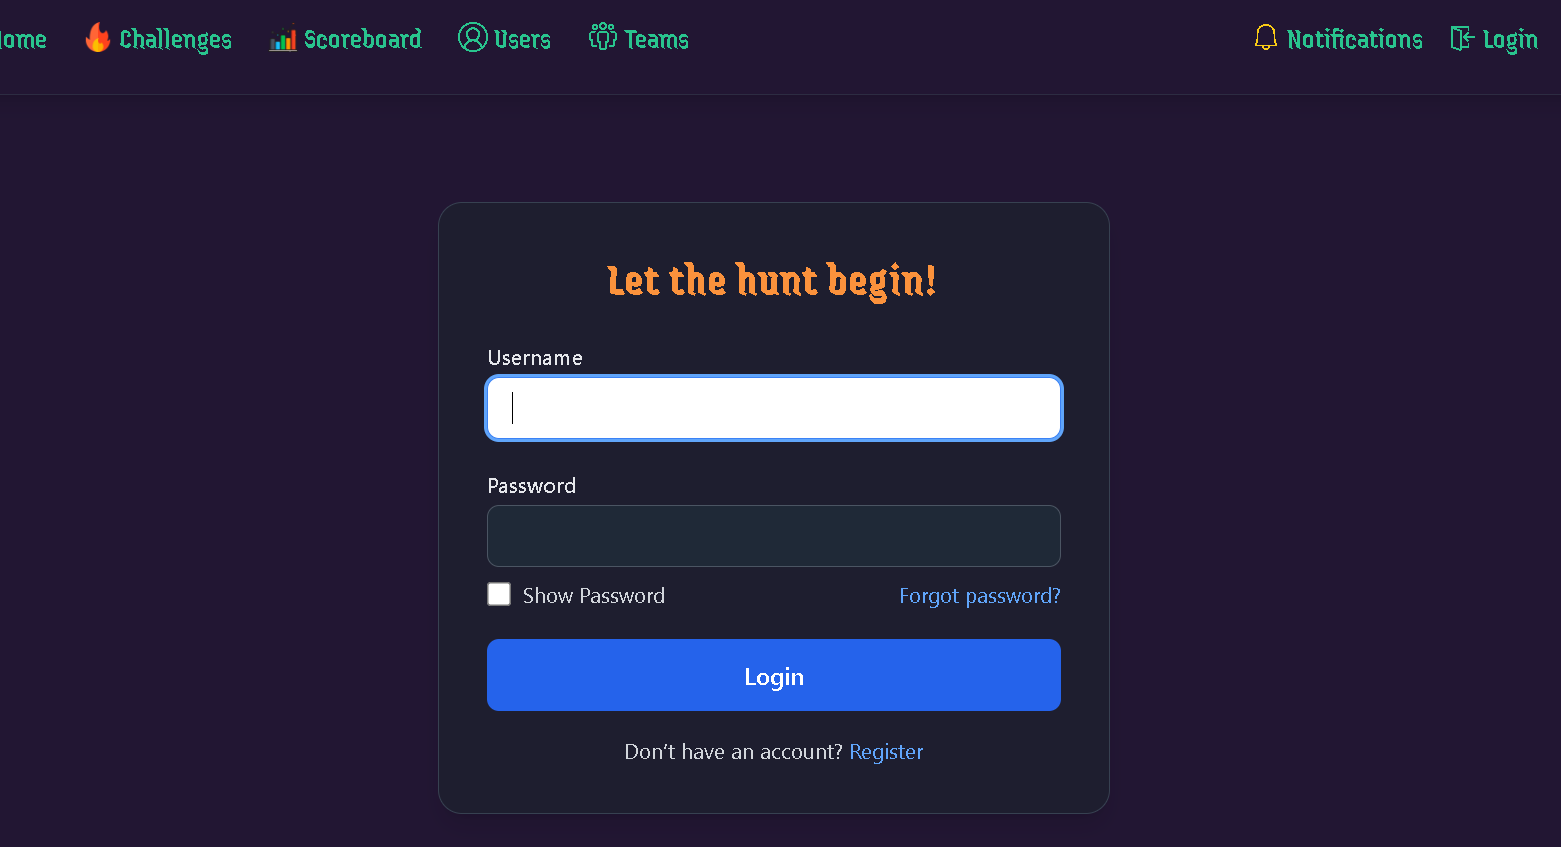 ome Challenges Scoreboard Users Teams Notifications Login
Let the hunt begin!
Username
Password
Show Password Forgot password?
Login
Don't have an account? Register